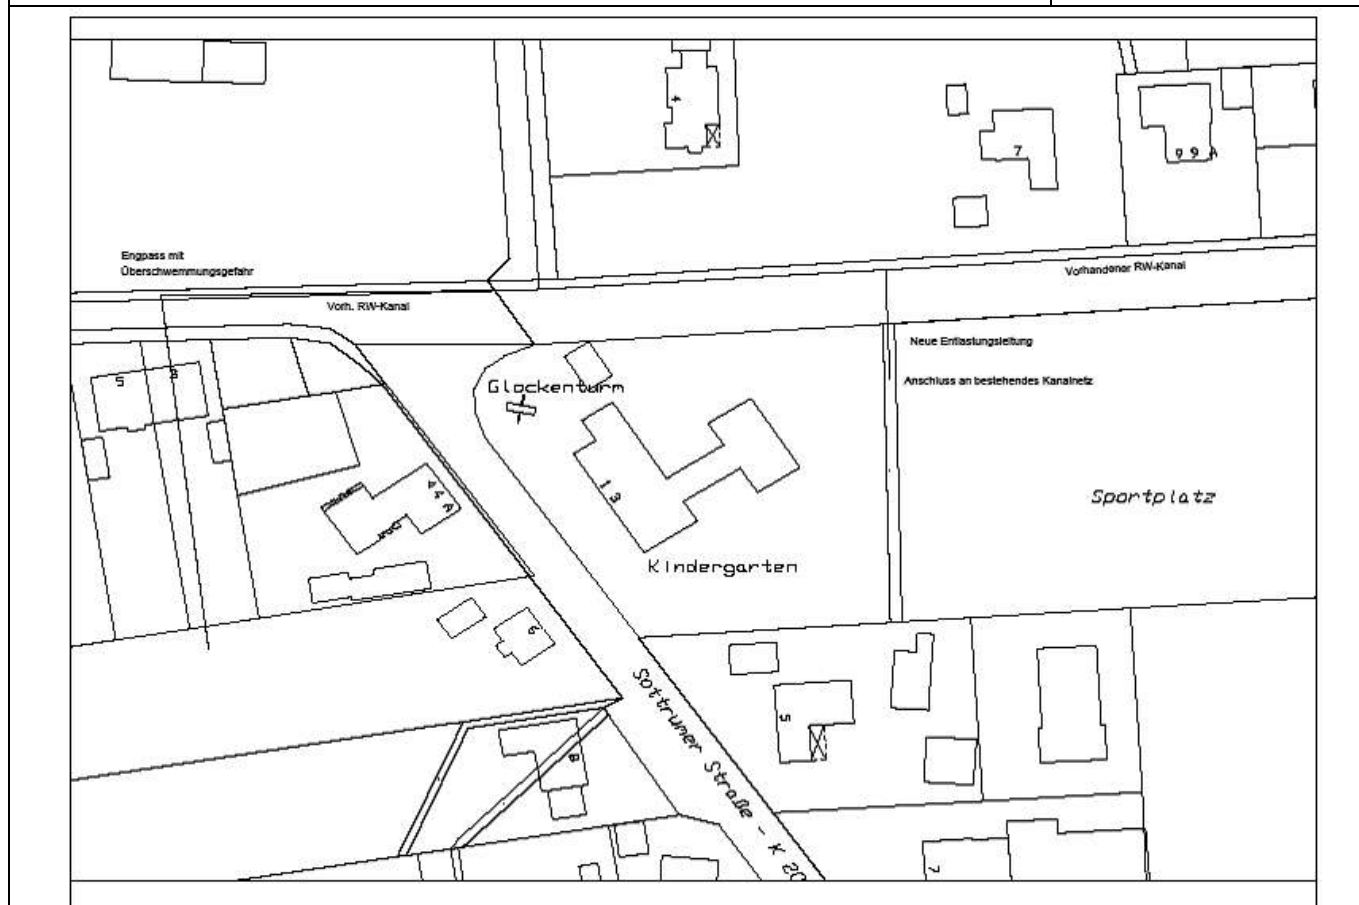 4
7
9 9 A
Engpass mit
Überschwemmungsgefahr
Vorhandener RW-Kanal
Vorh. RW-Kanal
Neue Entlastungsleitung
5
3
Glockenturm
Anschluss an bestehendes Kanalnetz
4
4 A
13
Sportplatz
Kindergarten
6
Sottrumer Straße - K 20
5
8
7